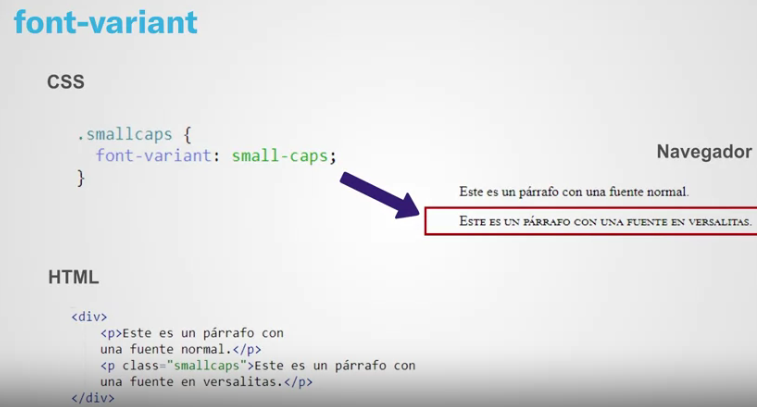 font-variant
CSS
.smallcaps {
font-variant: small-caps;
}
Navegador
Este es un párrafo con una fuente normal.
Este es un párrafo con una fuente en versalitas.
HTML
<div>
<p>Este es un párrafo con
una fuente normal.</p>
<p class="smallcaps">Este es un párrafo con
una fuente en versalitas.</p>
</div>